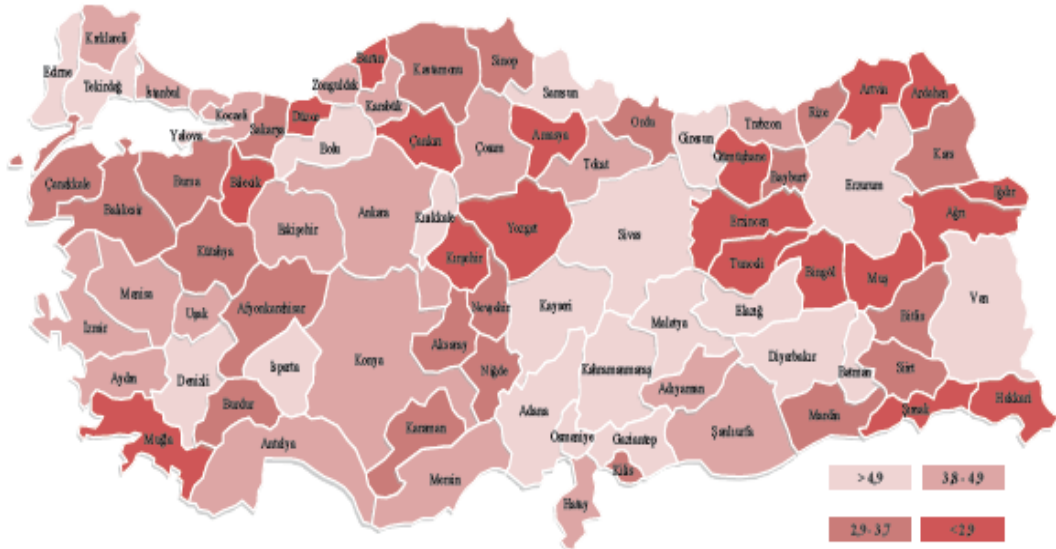 Kırklareli
Edirne
Tekirdağ
İstanbul
Kocaeli
Yalova
Sakarya
Düzce
Zonguldak
Bartın
Karabük
Kastamonu
Sinop
Samsun
Bolu
Çankırı
Çorum
Amasya
Tokat
Ordu
Giresun
Trabzon
Rize
Artvin
Ardahan
Gümüşhane
Bayburt
Kars
Erzurum
Iğdır
Ağrı
Çanakkale
Balıkesir
Bursa
Bilecik
Eskişehir
Ankara
Kırıkkale
Yozgat
Sivas
Erzincan
Tunceli
Bingöl
Muş
Van
Kütahya
Kırşehir
Manisa
Uşak
Afyonkarahisar
İzmir
Nevşehir
Kayseri
Malatya
Elazığ
Bitlis
Aksaray
Konya
Isparta
Niğde
Kahramanmaraş
Diyarbakır
Batman
Siirt
Aydın
Denizli
Burdur
Adıyaman
Mardin
Şırnak
Hakkari
Muğla
Antalya
Karaman
Adana
Osmaniye
Gaziantep
Şanlıurfa
Mersin
Kilis
Hatay
>4,9
3,8 - 4,9
2,9 - 3,7
<2,9